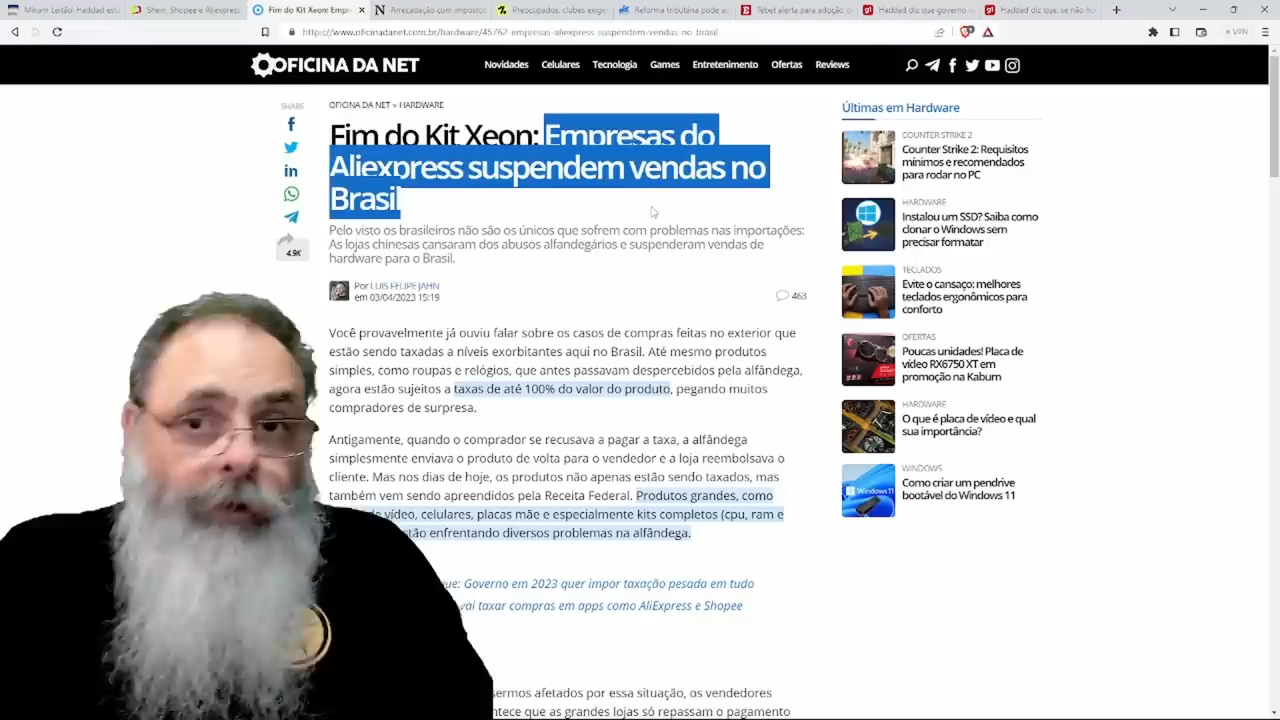 Miriam Leitão: Haddad está
Shein, Shopee e Aliexpress
Fim do Kit Xeon: Empre
Arrecadação com impostos
Preocupados, clubes exige
Reforma tributária pode a
Tebet alerta para adoção
Haddad diz que governo
Haddad diz que, se não h
https://www.oficinadanet.com.br/hardware/45762-empresas-aliexpress-suspendem-vendas-no-brasil
VPN
OFICINA DA NET
Novidades Celulares Tecnologia Games Entretenimento Ofertas Reviews
OFICINA DA NET » HARDWARE
SHARE
4.9K
Fim do Kit Xeon: Empresas do
Aliexpress suspendem vendas no
Brasil
Pelo visto os brasileiros não são os únicos que sofrem com problemas nas importações:
As lojas chinesas cansaram dos abusos alfandegários e suspenderam vendas de
hardware para o Brasil.
Por LUIS FELIPE JAHN
em 03/04/2023 15:19
463
Você provavelmente já ouviu falar sobre os casos de compras feitas no exterior que
estão sendo taxadas a níveis exorbitantes aqui no Brasil. Até mesmo produtos
simples, como roupas e relógios, que antes passavam despercebidos pela alfândega,
agora estão sujeitos a taxas de até 100% do valor do produto, pegando muitos
compradores de surpresa.
Antigamente, quando o comprador se recusava a pagar a taxa, a alfândega
simplesmente enviava o produto de volta para o vendedor e a loja reembolsava o
cliente. Mas nos dias de hoje, os produtos não apenas estão sendo taxados, mas
também vem sendo apreendidos pela Receita Federal. Produtos grandes, como
vídeo, celulares, placas mãe e especialmente kits completos (cpu, ram e
stão enfrentando diversos problemas na alfândega.
ue: Governo em 2023 quer impor taxação pesada em tudo
vai taxar compras em apps como AliExpress e Shopee
sermos afetados por essa situação, os vendedores
ntece que as grandes lojas só repassam o pagamento
Últimas em Hardware
COUNTER STRIKE 2
Counter Strike 2: Requisitos
mínimos e recomendados
para rodar no PC
HARDWARE
Instalou um SSD? Saiba como
clonar o Windows sem
precisar formatar
TECLADOS
Evite o cansaço: melhores
teclados ergonômicos para
conforto
OFERTAS
Poucas unidades! Placa de
vídeo RX6750 XT em
promoção na Kabum
HARDWARE
O que é placa de vídeo e qual
sua importância?
WINDOWS
Como criar um pendrive
bootável do Windows 11
Windows 11